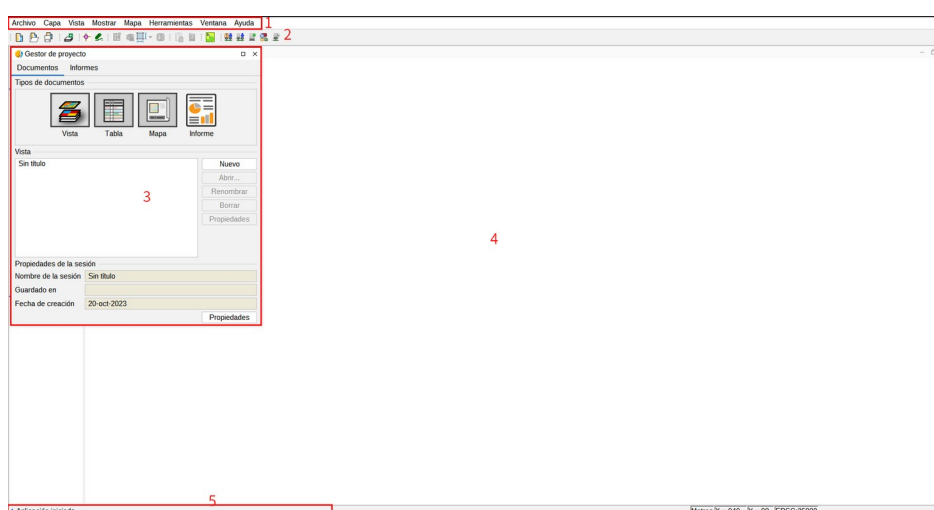 Archivo Capa Vista Mostrar Mapa Herramientas Ventana Ayuda 1
2
Gestor de proyecto
Documentos Informes
Tipos de documentos
Vista Tabla Mapa Informe
Vista
Sin título
Nuevo
Abrir...
Renombrar
Borrar
Propiedades
3
4
Propiedades de la sesión
Nombre de la sesión Sin título
Guardado en
Fecha de creación 20-oct-2023
Propiedades
5